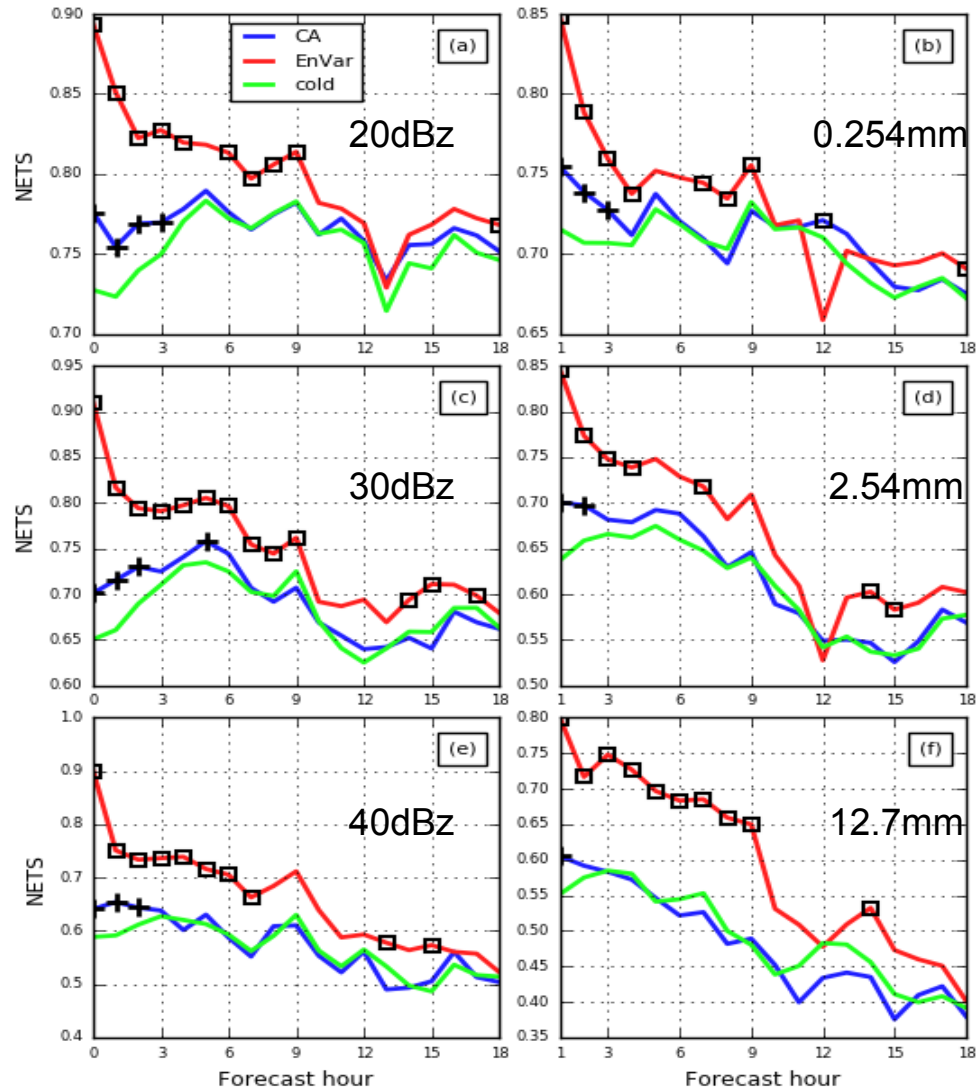 0.90
0.85
0.80
0.75
0.70
NETS
0 3 6 9 12 15 18
CA
EnVar
cold
(a)
20dBz
0.85
0.80
0.75
0.70
0.65
1 3 6 9 12 15 18
(b)
0.254mm
0.95
0.90
0.85
0.80
0.75
0.70
0.65
0.60
NETS
0 3 6 9 12 15 18
(c)
30dBz
0.85
0.80
0.75
0.70
0.65
0.60
0.55
0.50
1 3 6 9 12 15 18
(d)
2.54mm
1.0
0.9
0.8
0.7
0.6
0.5
0.4
NETS
0 3 6 9 12 15 18
Forecast hour
(e)
40dBz
0.80
0.75
0.70
0.65
0.60
0.55
0.50
0.45
0.40
0.35
1 3 6 9 12 15 18
Forecast hour
(f)
12.7mm